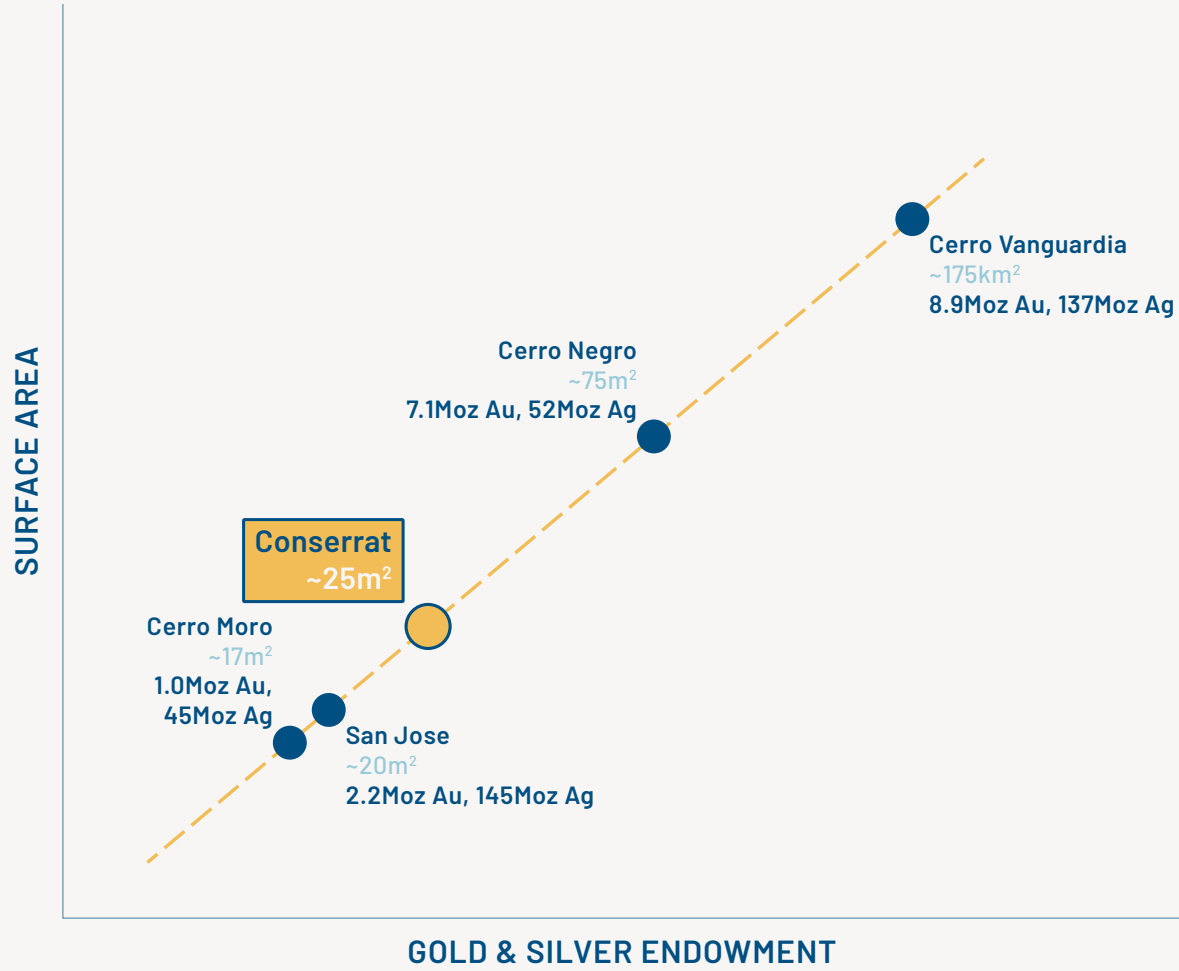 Cerro Vanguardia
~175km²
8.9Moz Au, 137Moz Ag
Cerro Negro
~75m²
7.1Moz Au, 52Moz Ag
Conserrat
~25m²
Cerro Moro
~17m²
1.0Moz Au,
45Moz Ag
San Jose
~20m²
2.2Moz Au, 145Moz Ag
SURFACE AREA
GOLD & SILVER ENDOWMENT